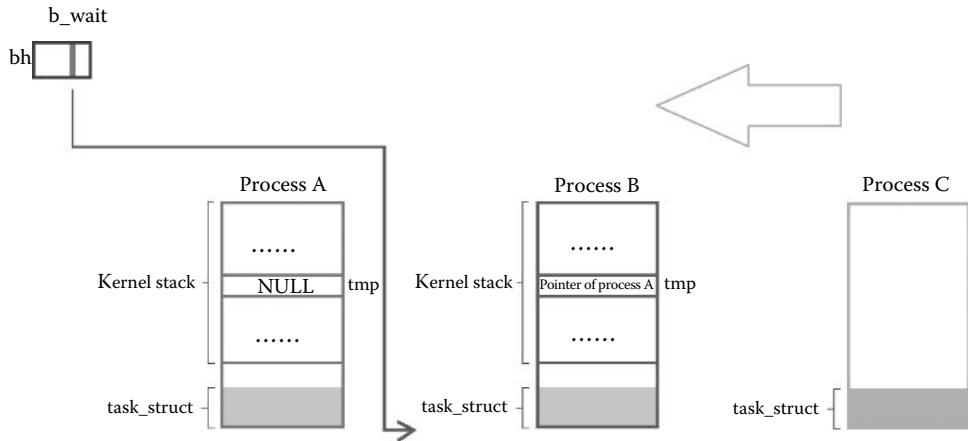 b_wait
bh
Process A
Process B
Process C
......
......
Kernel stack
NULL
tmp
Kernel stack
Pointer of process A
tmp
......
......
task_struct
task_struct
task_struct